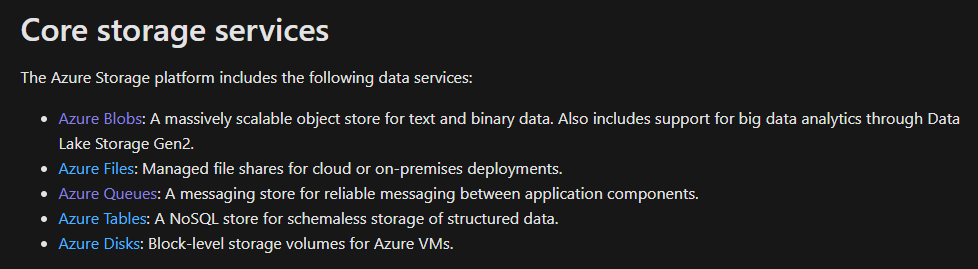 Core storage services
The Azure Storage platform includes the following data services:
• Azure Blobs: A massively scalable object store for text and binary data. Also includes support for big data analytics through Data
Lake Storage Gen2.
• Azure Files: Managed file shares for cloud or on-premises deployments.
• Azure Queues: A messaging store for reliable messaging between application components.
• Azure Tables: A NoSQL store for schemaless storage of structured data.
• Azure Disks: Block-level storage volumes for Azure VMs.